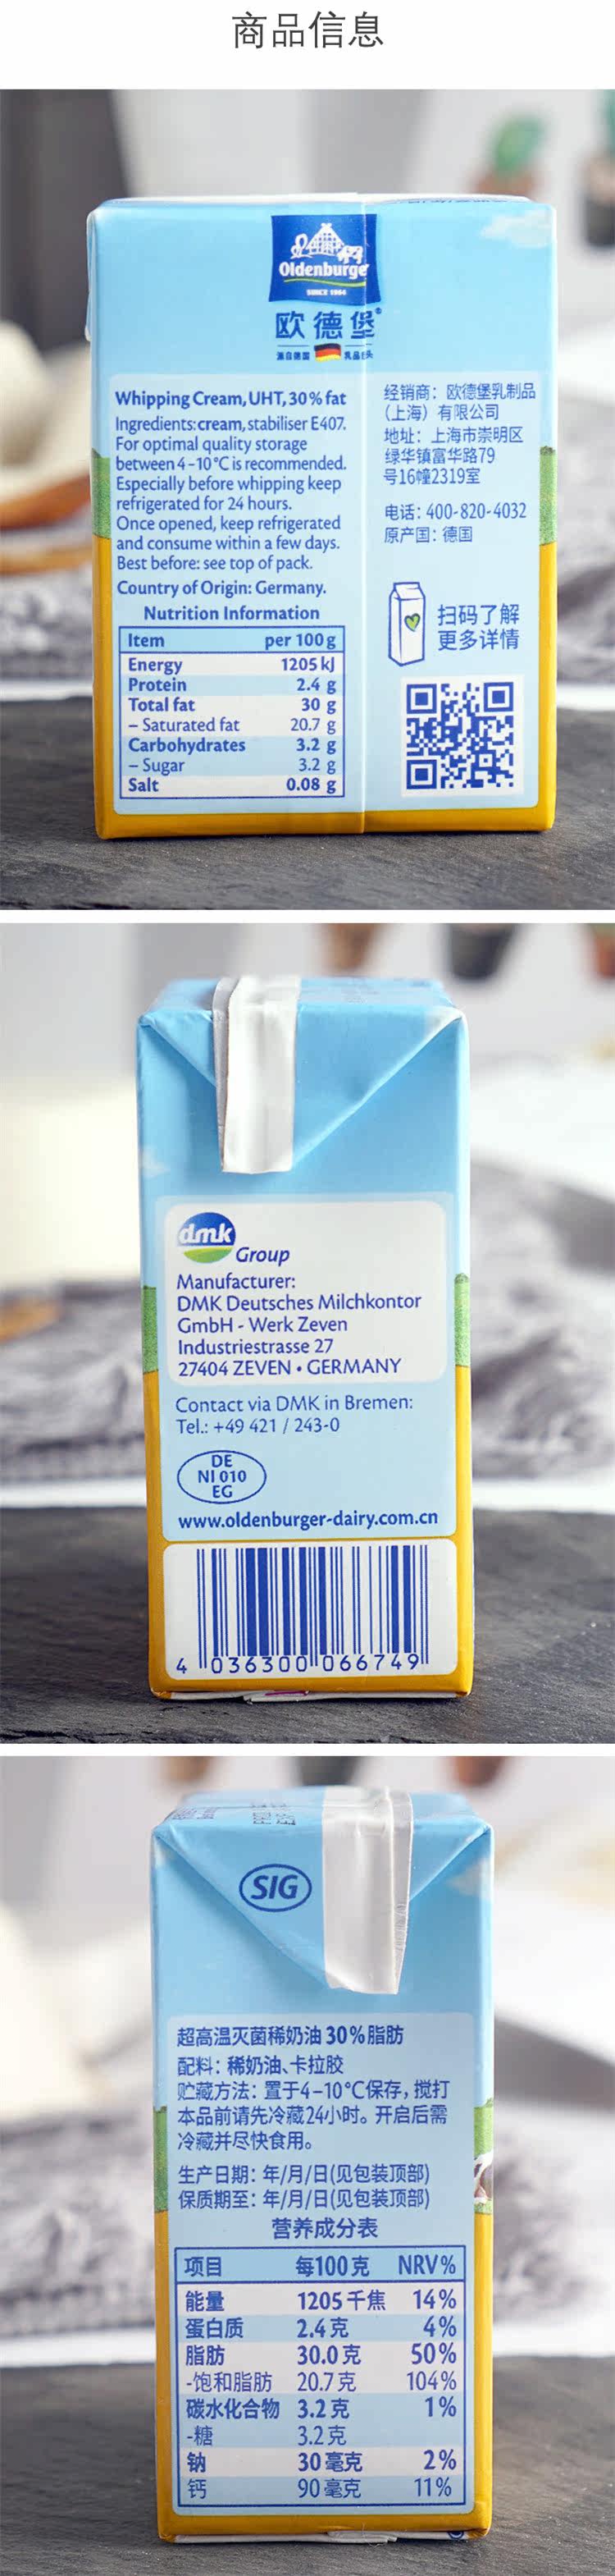 商品信息
Oldenburger
SINCE 1954
欧德堡®
源自德国 乳品巨头
Whipping Cream, UHT, 30% fat
Ingredients: cream, stabiliser E407.
For optimal quality storage
between 4-10°C is recommended.
Especially before whipping keep
refrigerated for 24 hours.
Once opened, keep refrigerated
and consume within a few days.
Best before: see top of pack.
Country of Origin: Germany.
Nutrition Information
Item per 100 g
Energy 1205 kJ
Protein 2.4 g
Total fat 30 g
– Saturated fat 20.7 g
Carbohydrates 3.2 g
– Sugar 3.2 g
Salt 0.08 g
经销商：欧德堡乳制品
（上海）有限公司
地址：上海市崇明区
绿华镇富华路79
号16幢2319室
电话：400-820-4032
原产国：德国
扫码了解
更多详情
dmk
Group
Manufacturer:
DMK Deutsches Milchkontor
GmbH - Werk Zeven
Industriestrasse 27
27404 ZEVEN • GERMANY
Contact via DMK in Bremen:
Tel.: +49 421 / 243-0
DE
NI 010
EG
www.oldenburger-dairy.com.cn
4 036300 066749
SIG
超高温灭菌稀奶油 30%脂肪
配料：稀奶油、卡拉胶
贮藏方法：置于4-10°C保存，搅打
本品前请先冷藏24小时。开启后需
冷藏并尽快食用。
生产日期：年/月/日(见包装顶部)
保质期至：年/月/日(见包装顶部)
营养成分表
项目 每100克 NRV%
能量 1205千焦 14%
蛋白质 2.4克 4%
脂肪 30.0克 50%
-饱和脂肪 20.7克 104%
碳水化合物 3.2克 1%
-糖 3.2克
钠 30毫克 2%
钙 90毫克 11%